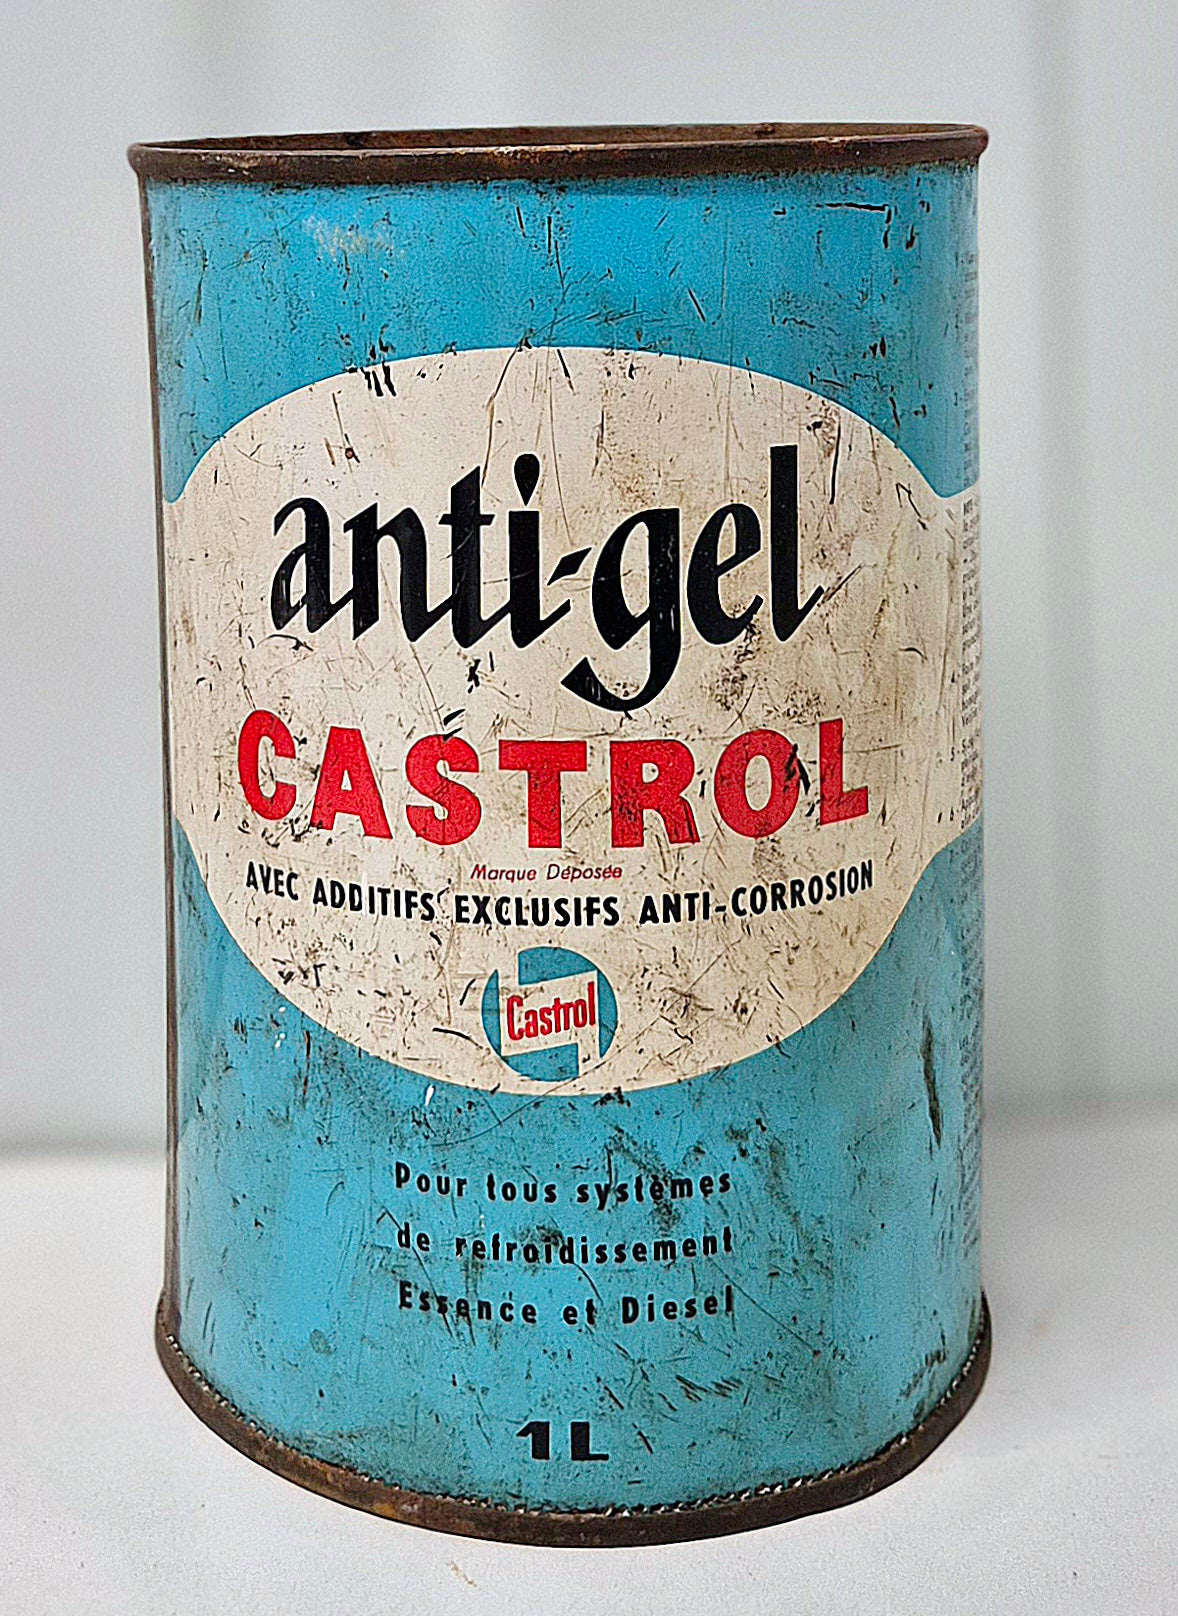 anti-gel
CASTROL
Marque Déposée
AVEC ADDITIFS EXCLUSIFS ANTI-CORROSION
Castrol
Pour tous systèmes
de refroidissement
Essence et Diesel
1L